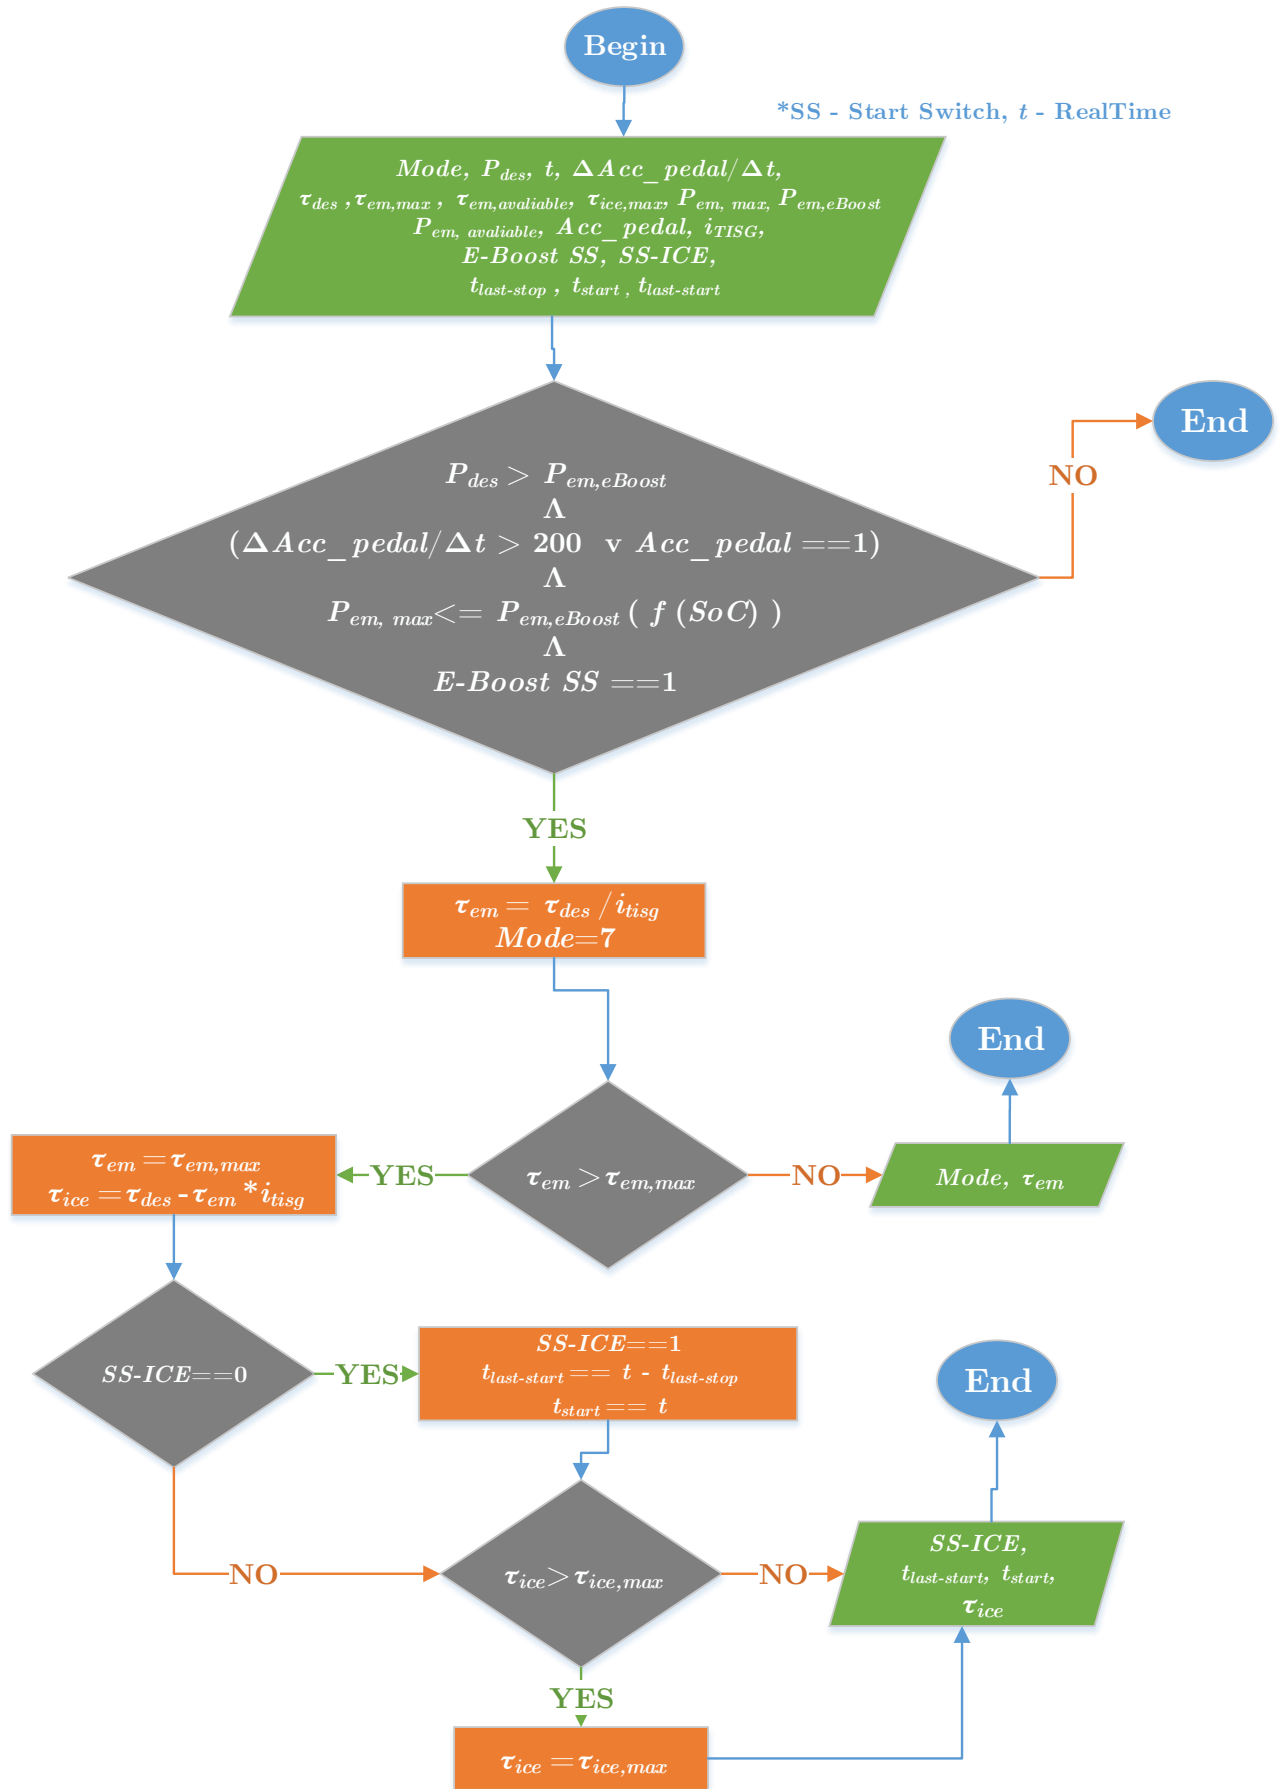 Begin
*SS - Start Switch, t - RealTime
Mode, P_des, t, ΔAcc_pedal/Δt,
τ_des ,τ_em,max , τ_em,avaliable, τ_ice,max, P_em, max, P_em,eBoost
P_em, avaliable, Acc_pedal, i_TISG,
E-Boost SS, SS-ICE,
t_last-stop , t_start , t_last-start
P_des > P_em,eBoost
Λ
(ΔAcc_pedal/Δt > 200 v Acc_pedal ==1)
Λ
P_em, max<= P_em,eBoost ( f (SoC) )
Λ
E-Boost SS ==1
NO
End
YES
τ_em = τ_des /i_tisg
Mode=7
τ_em >τ_em,max
NO
Mode, τ_em
End
YES
τ_em =τ_em,max
τ_ice =τ_des -τ_em *i_tisg
SS-ICE==0
YES
SS-ICE==1
t_last-start == t - t_last-stop
t_start == t
NO
τ_ice>τ_ice,max
NO
SS-ICE,
t_last-start, t_start,
τ_ice
End
YES
τ_ice =τ_ice,max